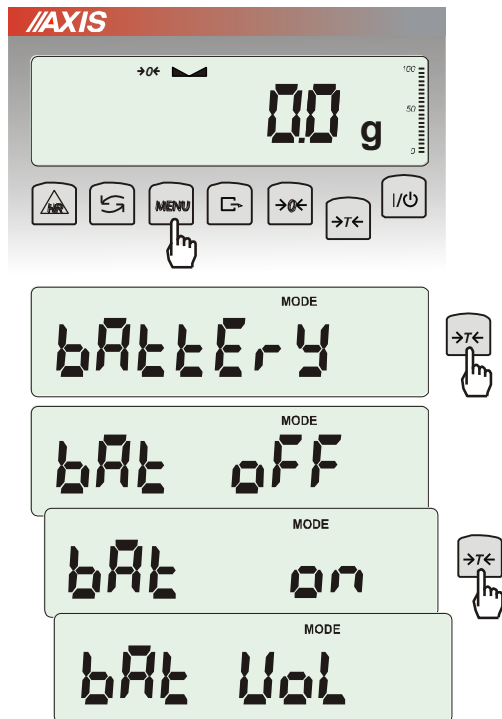 //AXIS
→0←
100
50
0
0.0 g
HR
MENU
→0←
→T←
I/⏻
MODE
bAttErY
→T←
MODE
bAt oFF
MODE
bAt on
→T←
MODE
bAt UoL